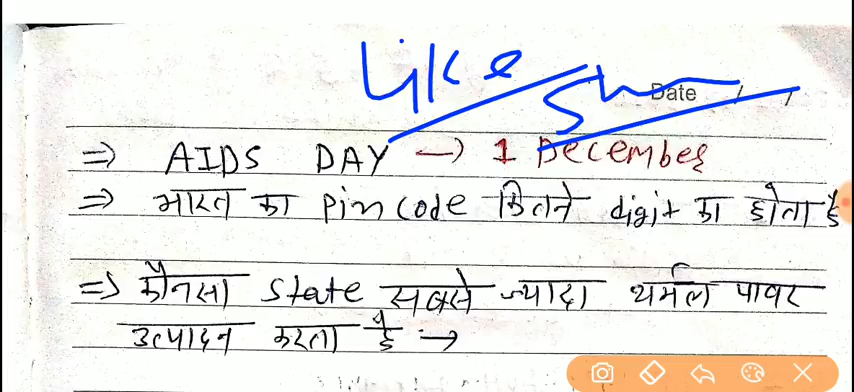 Like
Sh
Date / /
⇒ AIDS DAY → 1 December
⇒ भारत का Pin code कितने digit का होता है
⇒ कौनसा state सबसे ज्यादा थर्मल पावर
उत्पादन करता है →